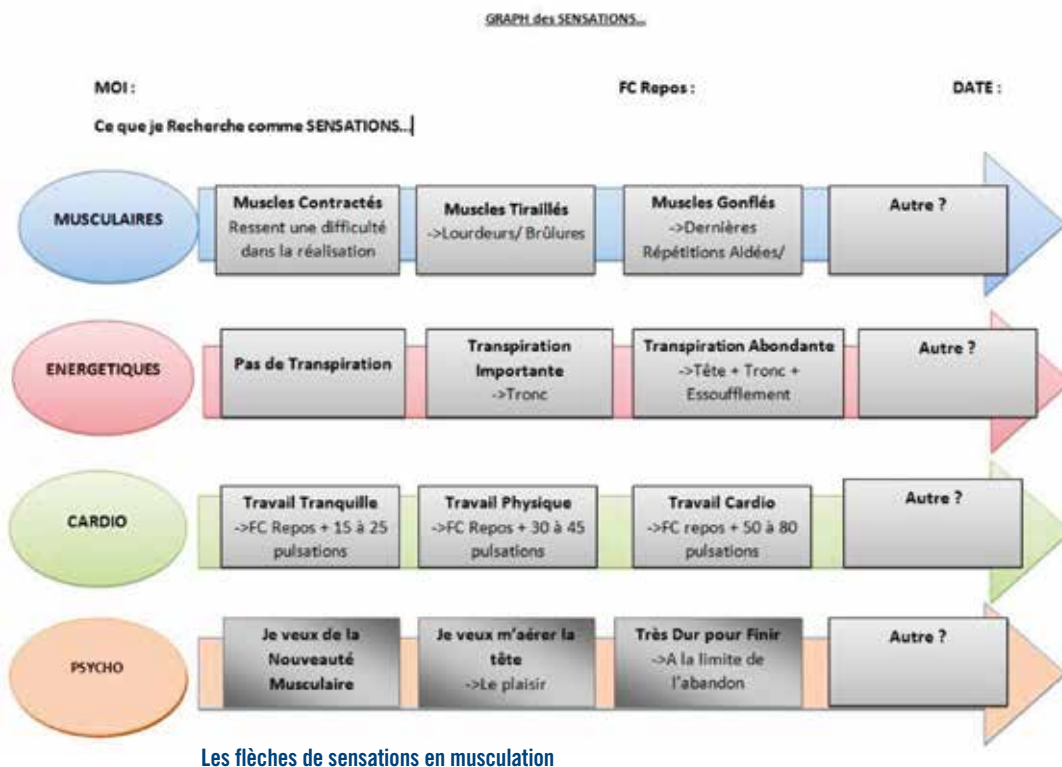 GRAPH des SENSATIONS...
MOI :
FC Repos :
DATE :
Ce que je Recherche comme SENSATIONS...
MUSCULAIRES
Muscles Contractés
Ressent une difficulté
dans la réalisation
Muscles Tiraillés
->Lourdeurs/ Brûlures
Muscles Gonflés
->Dernières
Répétitions Aidées/
Autre ?
ENERGETIQUES
Pas de Transpiration
Transpiration
Importante
->Tronc
Transpiration Abondante
->Tête + Tronc +
Essoufflement
Autre ?
CARDIO
Travail Tranquille
->FC Repos + 15 à 25
pulsations
Travail Physique
->FC Repos + 30 à 45
pulsations
Travail Cardio
->FC repos + 50 à 80
pulsations
Autre ?
PSYCHO
Je veux de la
Nouveauté
Musculaire
Je veux m'aérer la
tête
->Le plaisir
Très Dur pour Finir
->A la limite de
l'abandon
Autre ?
Les flèches de sensations en musculation